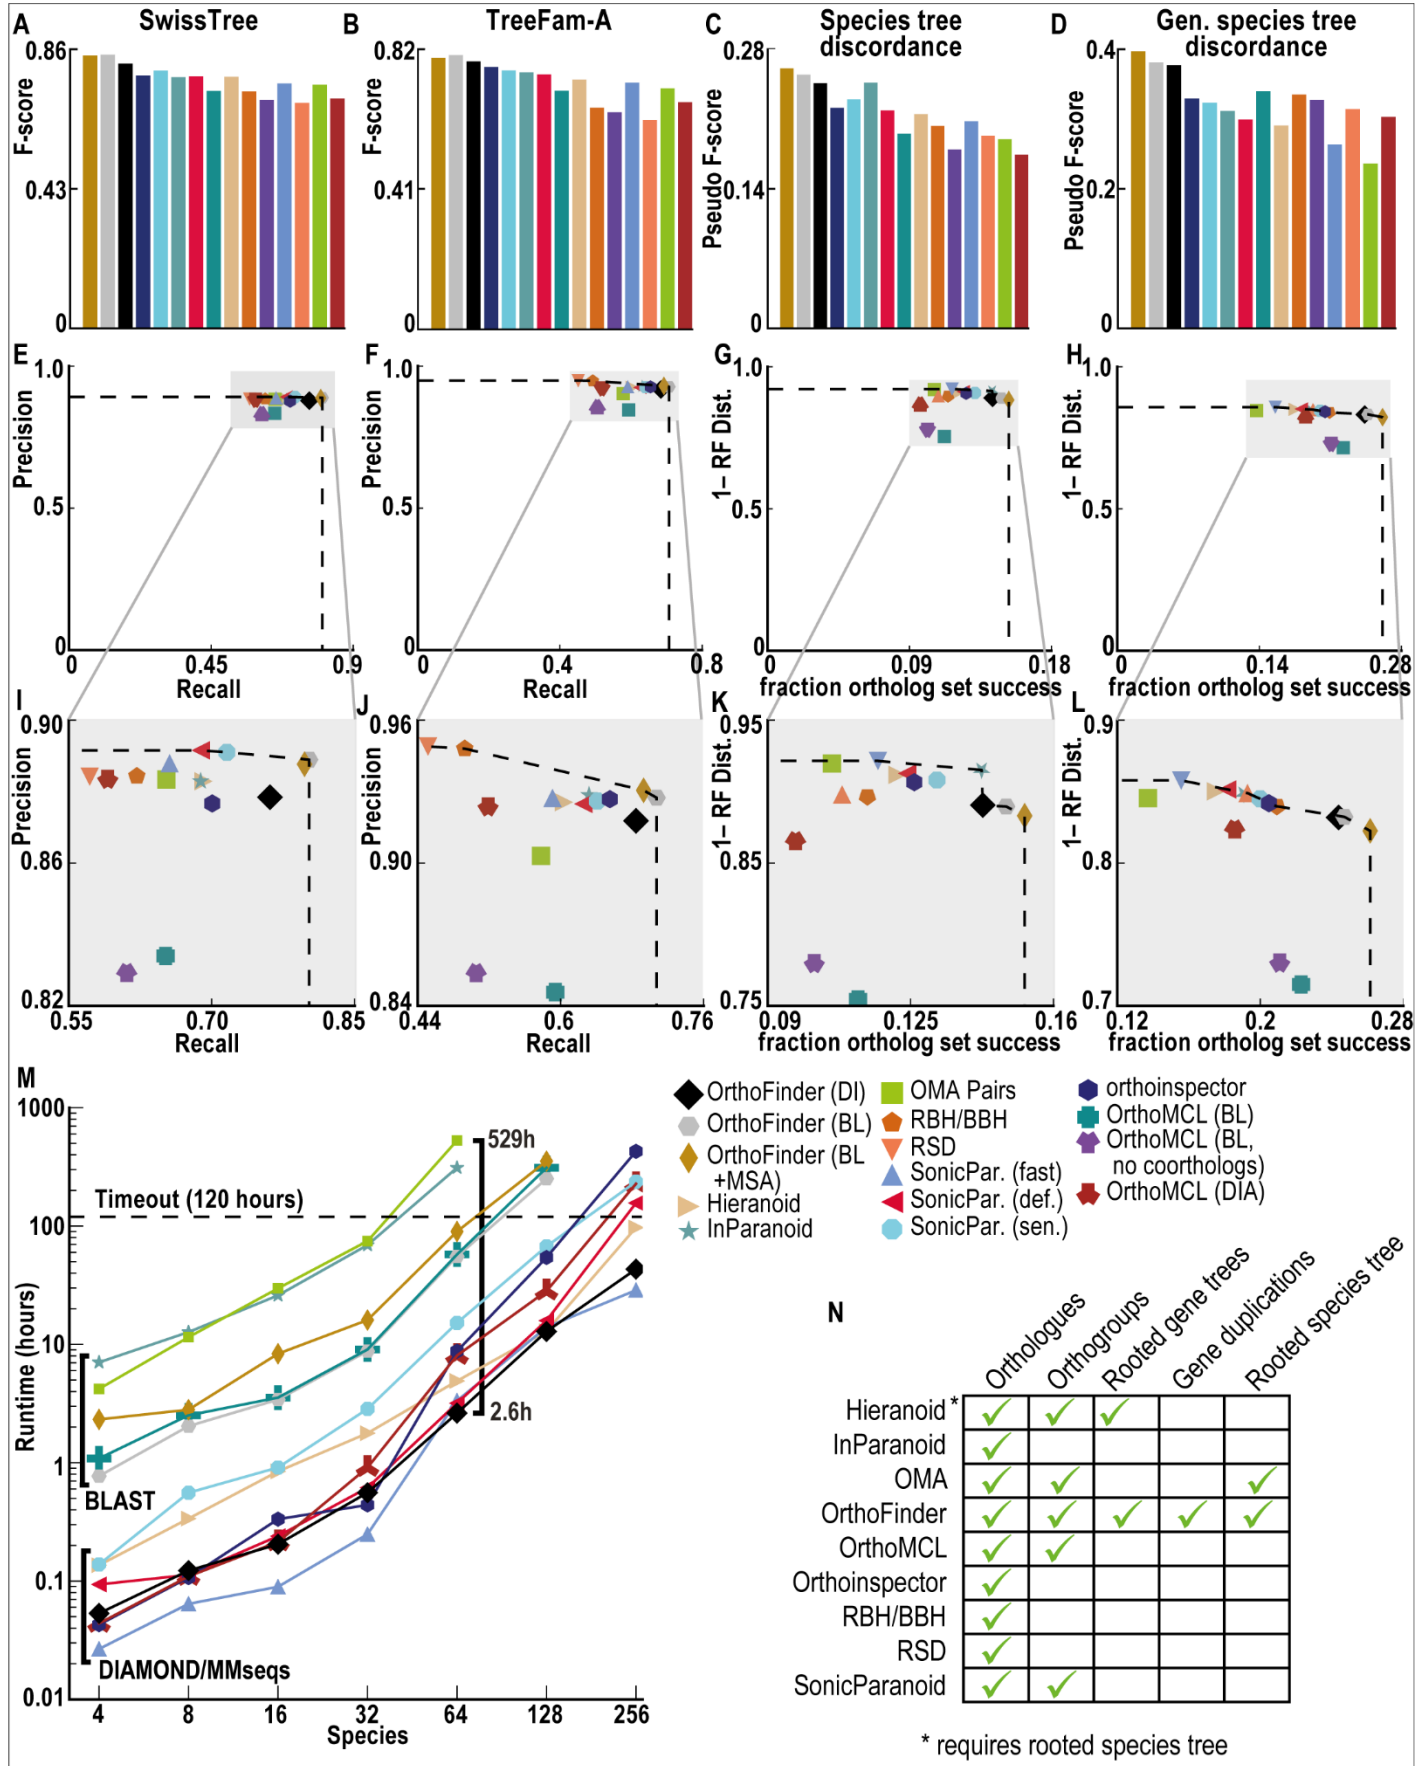 A SwissTree
0.86
0.43
0
F-score
B TreeFam-A
0.82
0.41
0
F-score
C Species tree
discordance
0.28
0.14
0
Pseudo F-score
D Gen. species tree
discordance
0.4
0.2
0
Pseudo F-score
E
1.0
0.5
0
Precision
0 0.45 0.9
Recall
F
1.0
0.5
0
Precision
0 0.4 0.8
Recall
G
1.0
0.5
0
1– RF Dist.
0 0.09 0.18
fraction ortholog set success
H
1.0
0.5
0
1– RF Dist.
0 0.14 0.28
fraction ortholog set success
I
0.90
0.86
0.82
Precision
0.55 0.70 0.85
Recall
J
0.96
0.90
0.84
Precision
0.44 0.6 0.76
Recall
K
0.95
0.85
0.75
1– RF Dist.
0.09 0.125 0.16
fraction ortholog set success
L
0.9
0.8
0.7
1– RF Dist.
0.12 0.2 0.28
fraction ortholog set success
M
1000
100
10
1
0.1
0.01
Runtime (hours)
529h
Timeout (120 hours)
2.6h
BLAST
DIAMOND/MMseqs
4 8 16 32 64 128 256
Species
OrthoFinder (DI)
OrthoFinder (BL)
OrthoFinder (BL
+MSA)
Hieranoid
InParanoid
OMA Pairs
RBH/BBH
RSD
SonicPar. (fast)
SonicPar. (def.)
SonicPar. (sen.)
orthoinspector
OrthoMCL (BL)
OrthoMCL (BL,
no coorthologs)
OrthoMCL (DIA)
N
Orthologues
Orthogroups
Rooted gene trees
Gene duplications
Rooted species tree
Hieranoid*
InParanoid
OMA
OrthoFinder
OrthoMCL
Orthoinspector
RBH/BBH
RSD
SonicParanoid
* requires rooted species tree